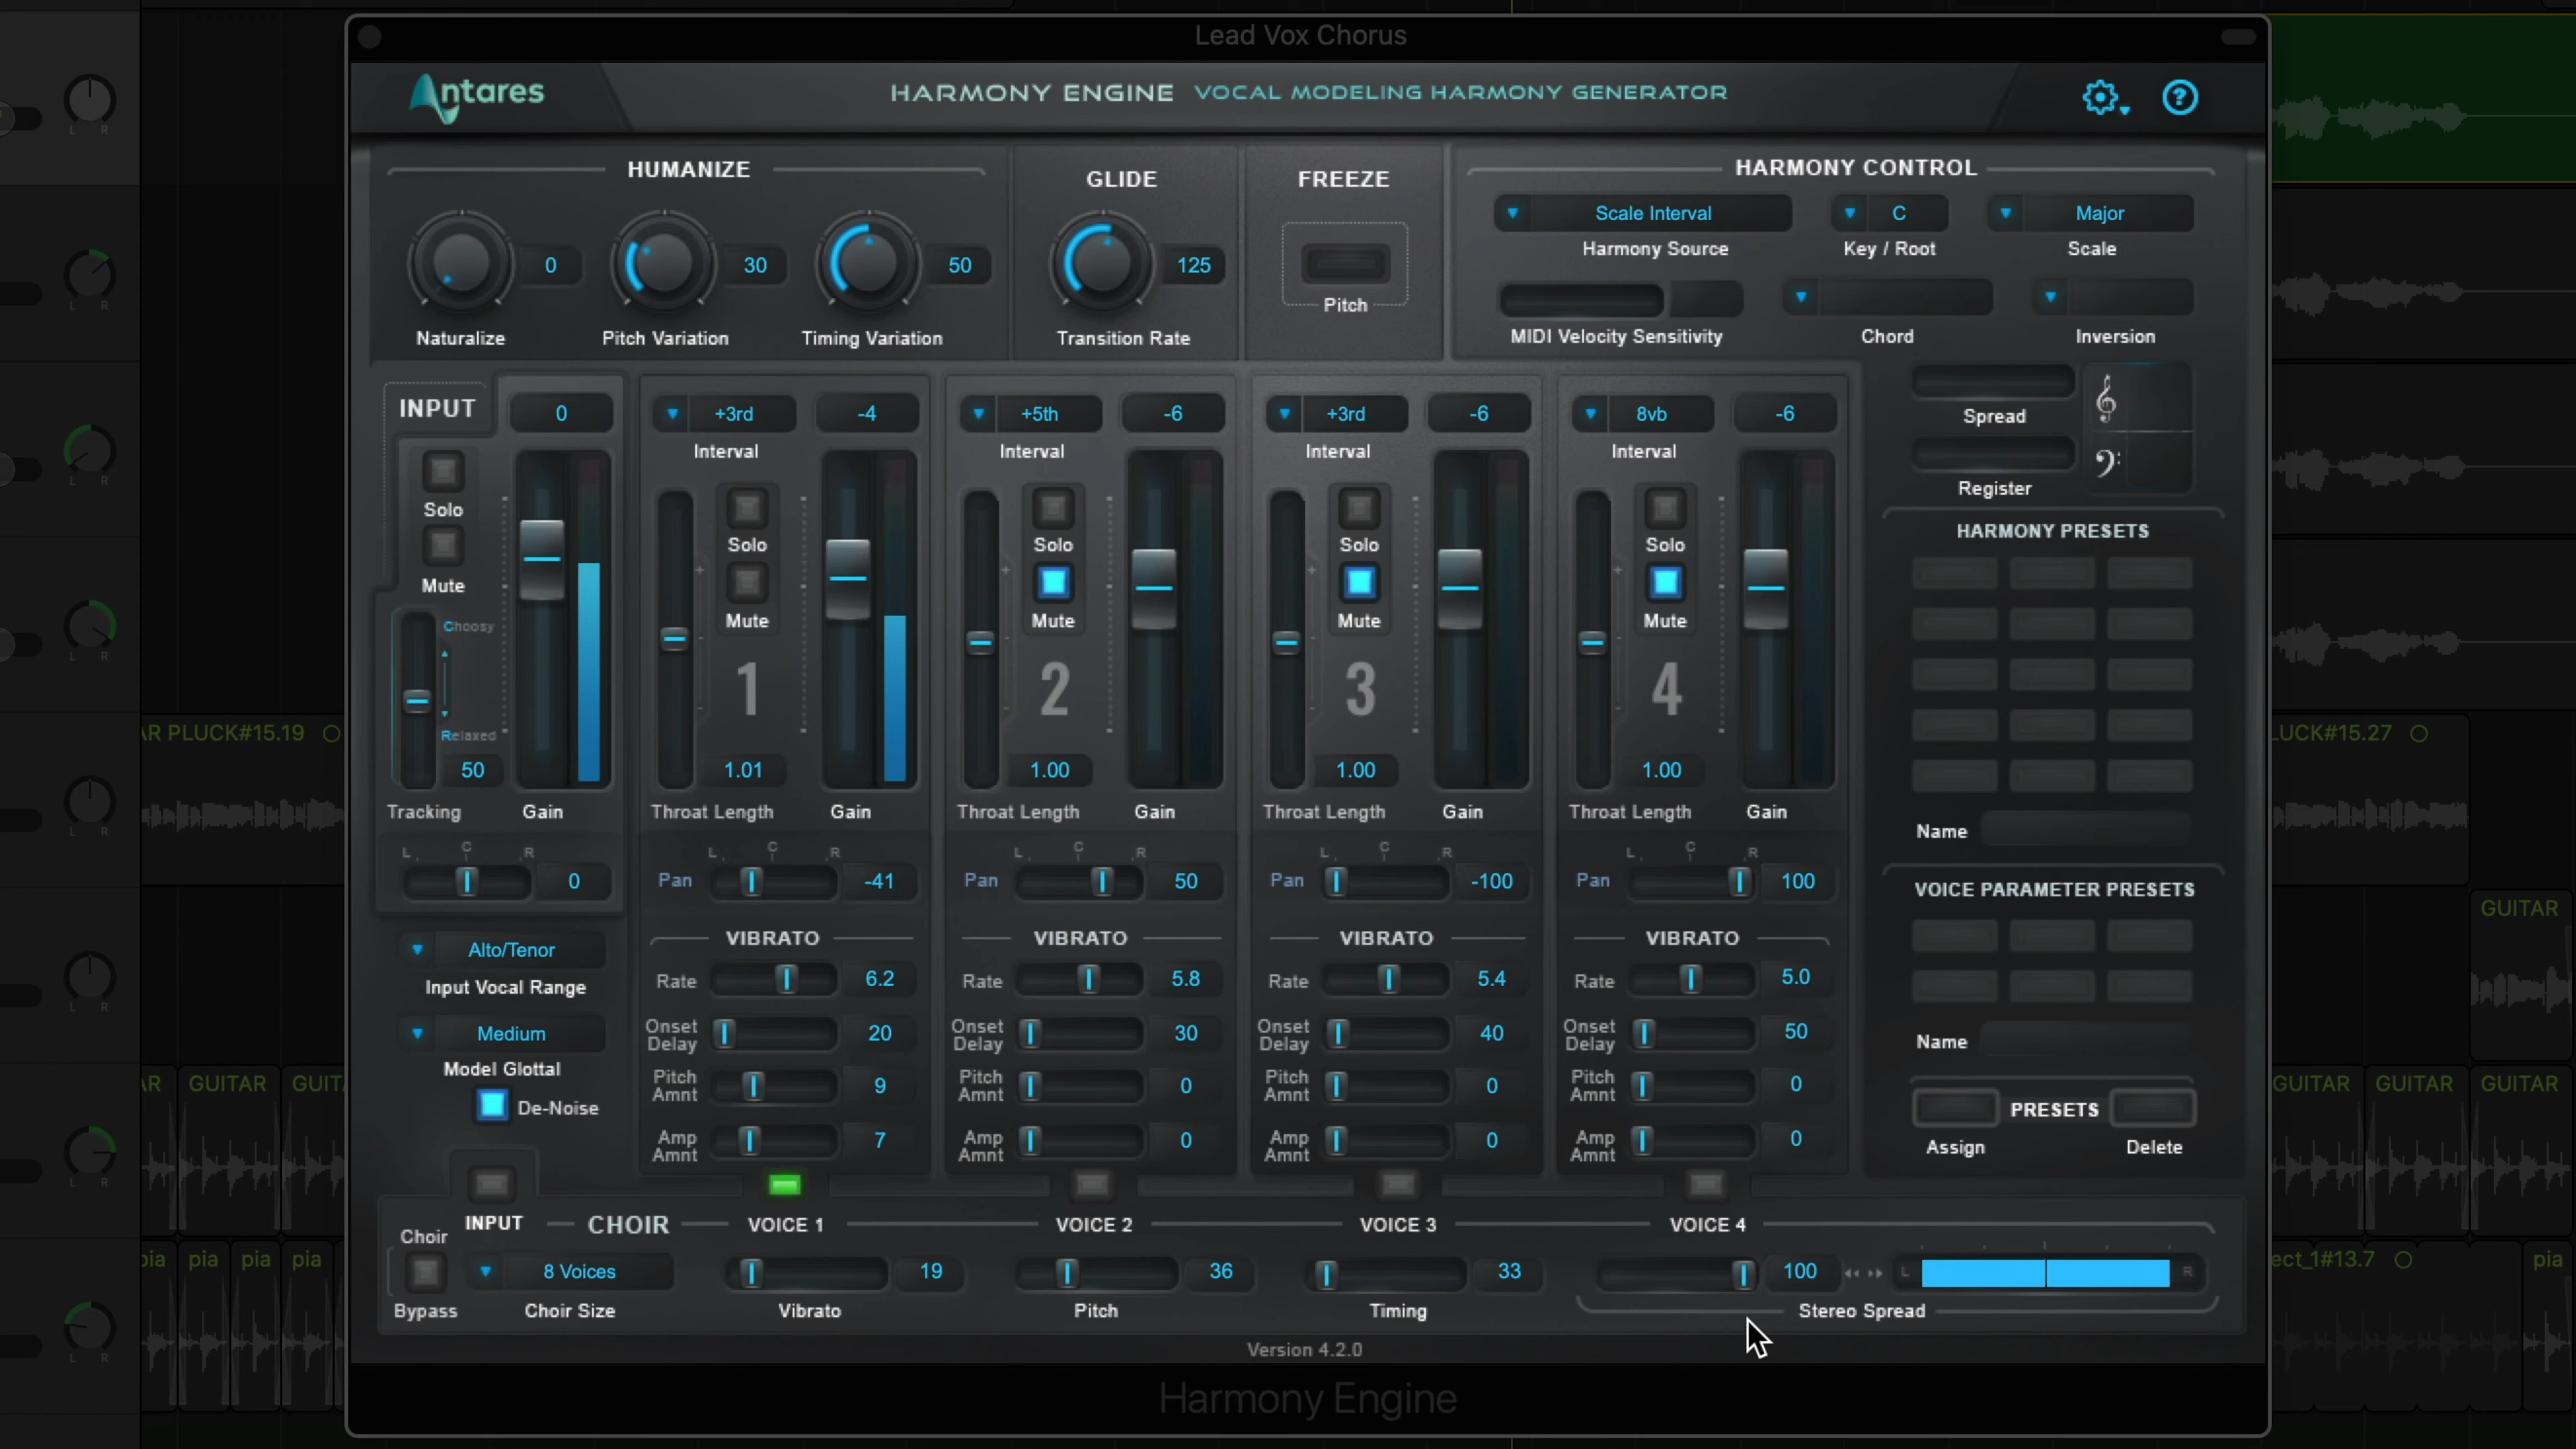 Lead Vox Chorus
Antares
HARMONY ENGINE VOCAL MODELING HARMONY GENERATOR
?
HUMANIZE
GLIDE
FREEZE
HARMONY CONTROL
0
30
50
125
Naturalize
Pitch Variation
Timing Variation
Transition Rate
Pitch
Scale Interval
C
Major
Harmony Source
Key / Root
Scale
MIDI Velocity Sensitivity
Chord
Inversion
INPUT
0
Solo
Mute
Choosy
Relaxed
50
Tracking
Gain
L C R
0
+3rd -4
Interval
Solo
Mute
1
1.01
Throat Length Gain
L C R
Pan -41
VIBRATO
Rate 6.2
Onset Delay 20
Pitch Amnt 9
Amp Amnt 7
+5th -6
Interval
Solo
Mute
2
1.00
Throat Length Gain
L C R
Pan 50
VIBRATO
Rate 5.8
Onset Delay 30
Pitch Amnt 0
Amp Amnt 0
+3rd -6
Interval
Solo
Mute
3
1.00
Throat Length Gain
L C R
Pan -100
VIBRATO
Rate 5.4
Onset Delay 40
Pitch Amnt 0
Amp Amnt 0
8vb -6
Interval
Solo
Mute
4
1.00
Throat Length Gain
L C R
Pan 100
VIBRATO
Rate 5.0
Onset Delay 50
Pitch Amnt 0
Amp Amnt 0
Spread
Register
HARMONY PRESETS
Name
VOICE PARAMETER PRESETS
Name
PRESETS
Assign
Delete
Alto/Tenor
Input Vocal Range
Medium
Model Glottal
De-Noise
INPUT CHOIR VOICE 1 VOICE 2 VOICE 3 VOICE 4
Choir
Bypass
8 Voices
Choir Size
19
Vibrato
36
Pitch
33
Timing
100
L R
Stereo Spread
Version 4.2.0
Harmony Engine
L R
L R
L R
L R
L R
L R
L R
L R
AR PLUCK#15.19
LUCK#15.27
GUITAR
AR GUITAR GUIT
GUITAR GUITAR GUITAR
pia pia pia pia
ect_1#13.7
pia